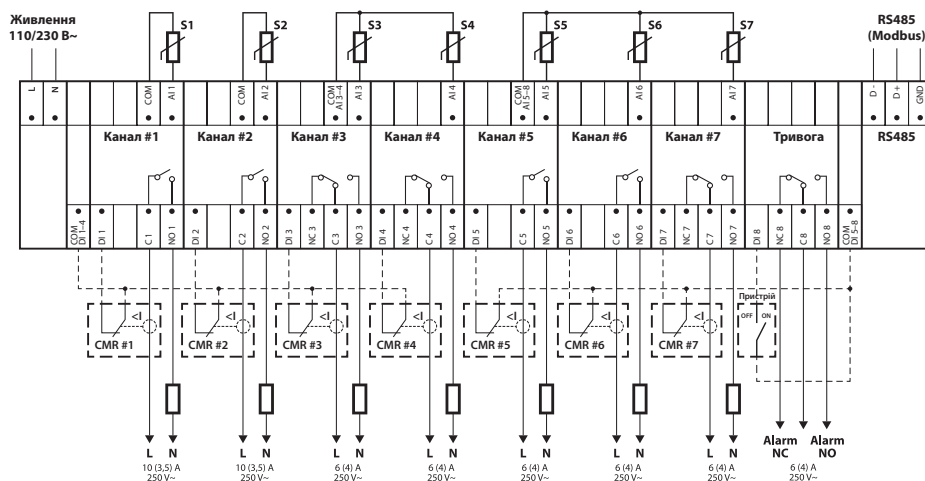 Живлення
110/230 В~
S1
S2
S3
S4
S5
S6
S7
RS485
(Modbus)
L
N
COM
AI 1
COM
AI 2
COM
AI 3–4
AI 3
AI 4
COM
AI 5–8
AI 5
AI 6
AI 7
D -
D +
GND
Канал #1
Канал #2
Канал #3
Канал #4
Канал #5
Канал #6
Канал #7
Тривога
RS485
COM
DI 1–4
DI 1
C 1
NO 1
DI 2
C 2
NO 2
DI 3
NC 3
C 3
NO 3
DI 4
NC 4
C 4
NO 4
DI 5
C 5
NO 5
DI 6
C 6
NO 6
DI 7
NC 7
C 7
NO 7
DI 8
NC 8
C 8
NO 8
COM
DI 5–8
Пристрій
OFF
ON
<I
<I
<I
<I
<I
<I
<I
CMR #1
CMR #2
CMR #3
CMR #4
CMR #5
CMR #6
CMR #7
L N
L N
L N
L N
L N
L N
L N
Alarm
NC
Alarm
NO
10 (3,5) A
250 V~
10 (3,5) A
250 V~
6 (4) A
250 V~
6 (4) A
250 V~
6 (4) A
250 V~
6 (4) A
250 V~
6 (4) A
250 V~
6 (4) A
250 V~